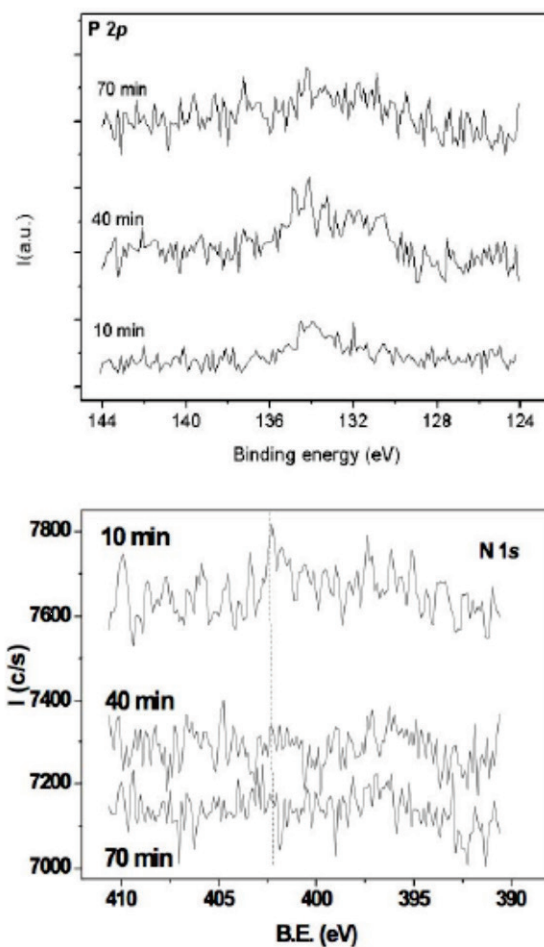 P 2p
70 min
40 min
10 min
I(a.u.)
144 140 136 132 128 124
Binding energy (eV)
7800
7600
7400
7200
7000
10 min
N 1s
40 min
70 min
I (c/s)
410 405 400 395 390
B.E. (eV)